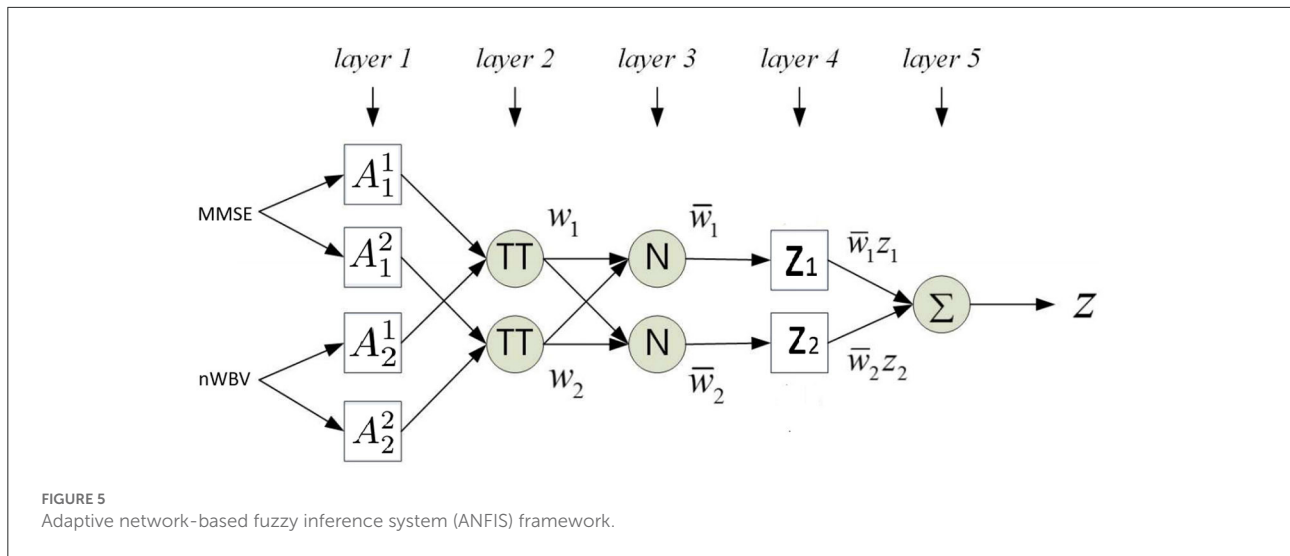 layer 1 layer 2 layer 3 layer 4 layer 5
A₁¹
MMSE
A₁²
TT w₁ N w̅₁ Z1 w̅₁z₁
Σ z
A₂¹
TT w₂ N w̅₂ Z2 w̅₂z₂
nWBV
A₂²
FIGURE 5
Adaptive network-based fuzzy inference system (ANFIS) framework.